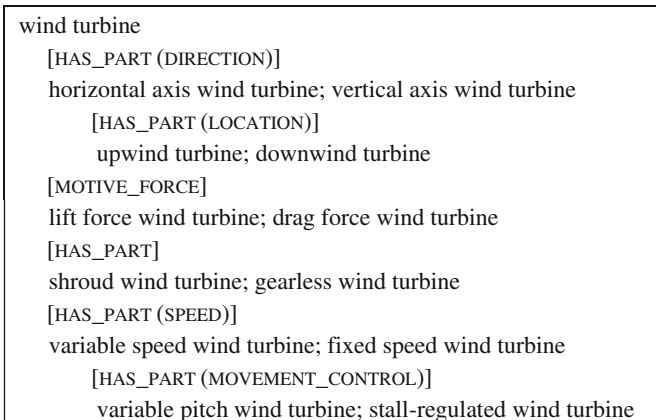 wind turbine
[HAS_PART (DIRECTION)]
horizontal axis wind turbine; vertical axis wind turbine
[HAS_PART (LOCATION)]
upwind turbine; downwind turbine
[MOTIVE_FORCE]
lift force wind turbine; drag force wind turbine
[HAS_PART]
shroud wind turbine; gearless wind turbine
[HAS_PART (SPEED)]
variable speed wind turbine; fixed speed wind turbine
[HAS_PART (MOVEMENT_CONTROL)]
variable pitch wind turbine; stall-regulated wind turbine